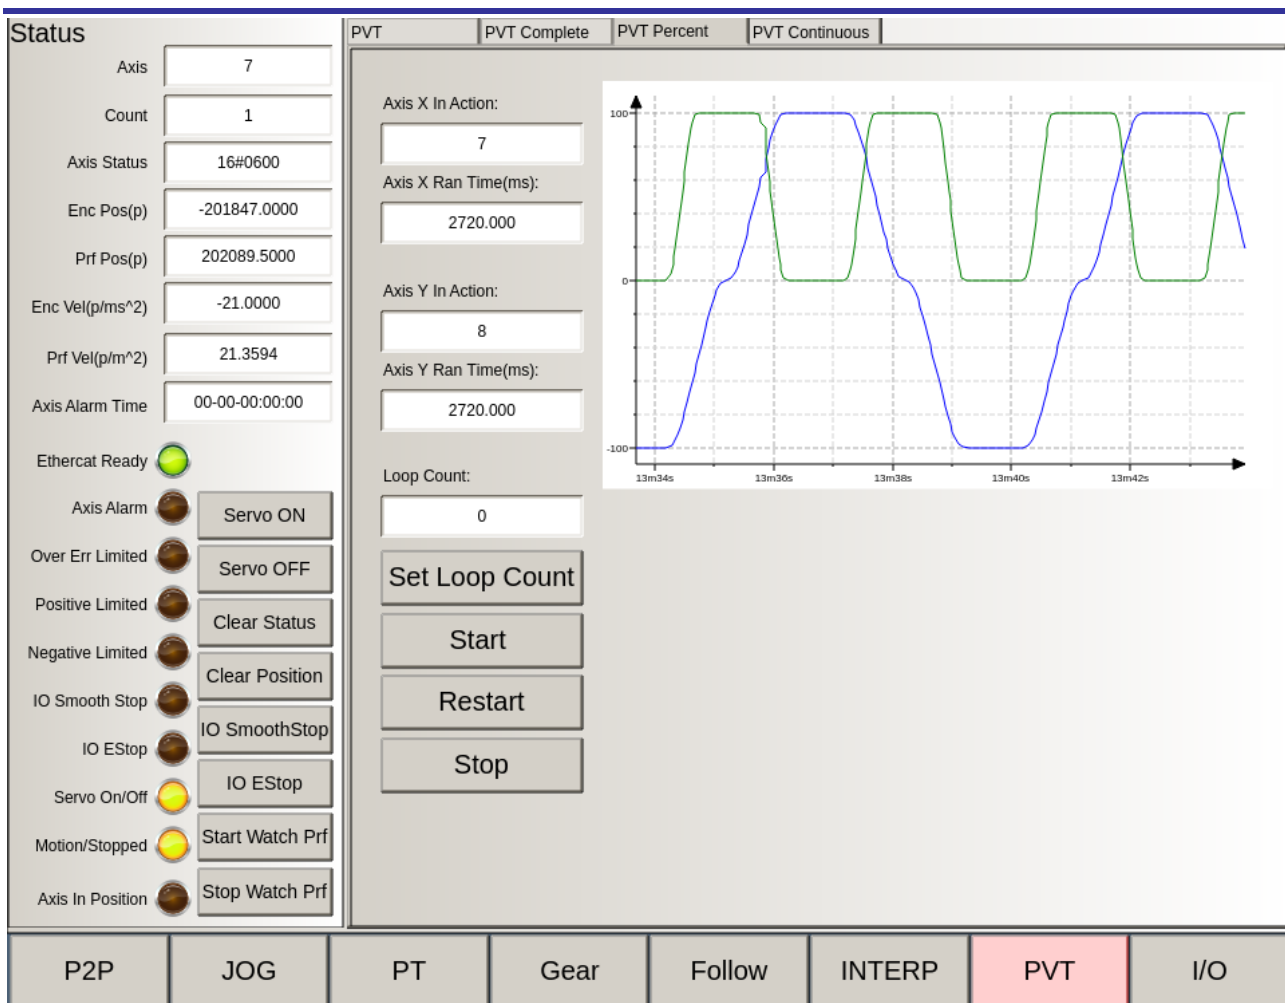 Status
Axis 7
Count 1
Axis Status 16#0600
Enc Pos(p) -201847.0000
Prf Pos(p) 202089.5000
Enc Vel(p/ms^2) -21.0000
Prf Vel(p/m^2) 21.3594
Axis Alarm Time 00-00-00:00:00
Ethercat Ready
Axis Alarm
Over Err Limited
Positive Limited
Negative Limited
IO Smooth Stop
IO EStop
Servo On/Off
Motion/Stopped
Axis In Position
Servo ON
Servo OFF
Clear Status
Clear Position
IO SmoothStop
IO EStop
Start Watch Prf
Stop Watch Prf
PVT PVT Complete PVT Percent PVT Continuous
Axis X In Action:
7
Axis X Ran Time(ms):
2720.000
Axis Y In Action:
8
Axis Y Ran Time(ms):
2720.000
Loop Count:
0
Set Loop Count
Start
Restart
Stop
100
0
-100
13m34s 13m36s 13m38s 13m40s 13m42s
P2P JOG PT Gear Follow INTERP PVT I/O